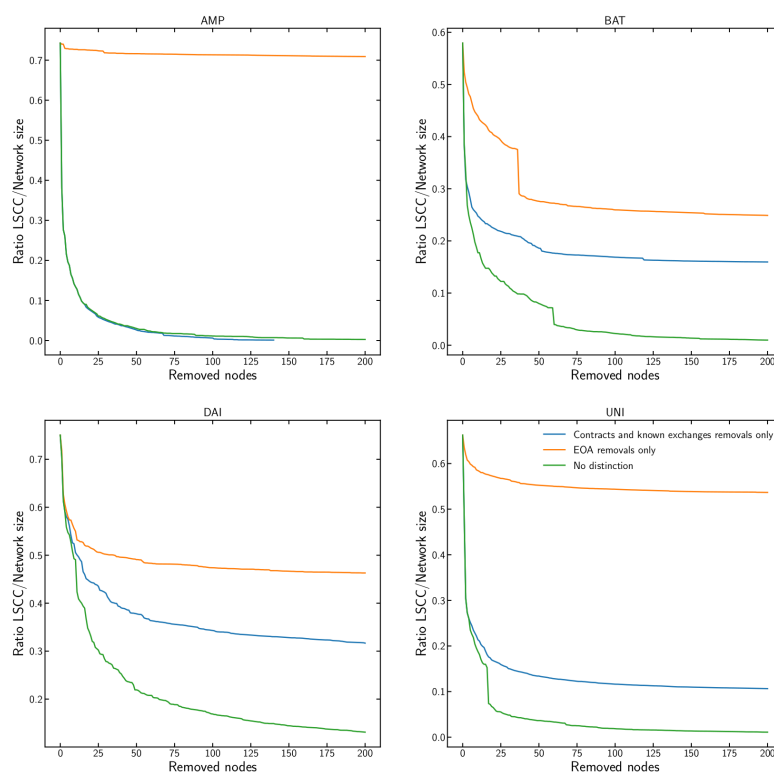 AMP
Ratio LSCC/Network size
0.7
0.6
0.5
0.4
0.3
0.2
0.1
0.0
0 25 50 75 100 125 150 175 200
Removed nodes
BAT
Ratio LSCC/Network size
0.6
0.5
0.4
0.3
0.2
0.1
0.0
0 25 50 75 100 125 150 175 200
Removed nodes
DAI
Ratio LSCC/Network size
0.7
0.6
0.5
0.4
0.3
0.2
0 25 50 75 100 125 150 175 200
Removed nodes
UNI
Contracts and known exchanges removals only
EOA removals only
No distinction
Ratio LSCC/Network size
0.6
0.5
0.4
0.3
0.2
0.1
0.0
0 25 50 75 100 125 150 175 200
Removed nodes